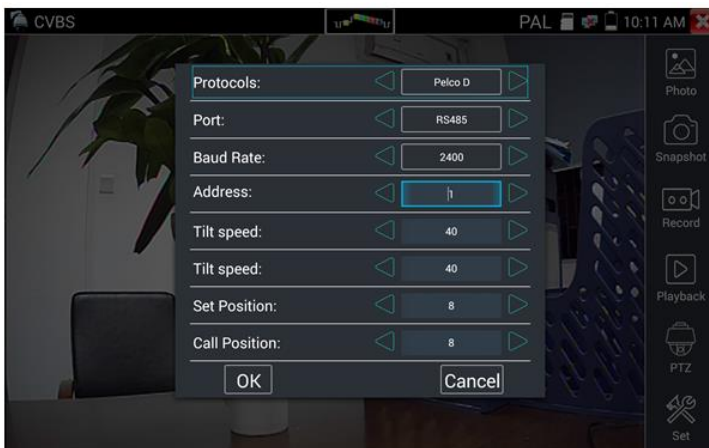 CVBS PAL 10:11 AM
Protocols: Pelco D
Port: RS485
Baud Rate: 2400
Address: 1
Tilt speed: 40
Tilt speed: 40
Set Position: 8
Call Position: 8
OK Cancel
Photo
Snapshot
Record
Playback
PTZ
Set